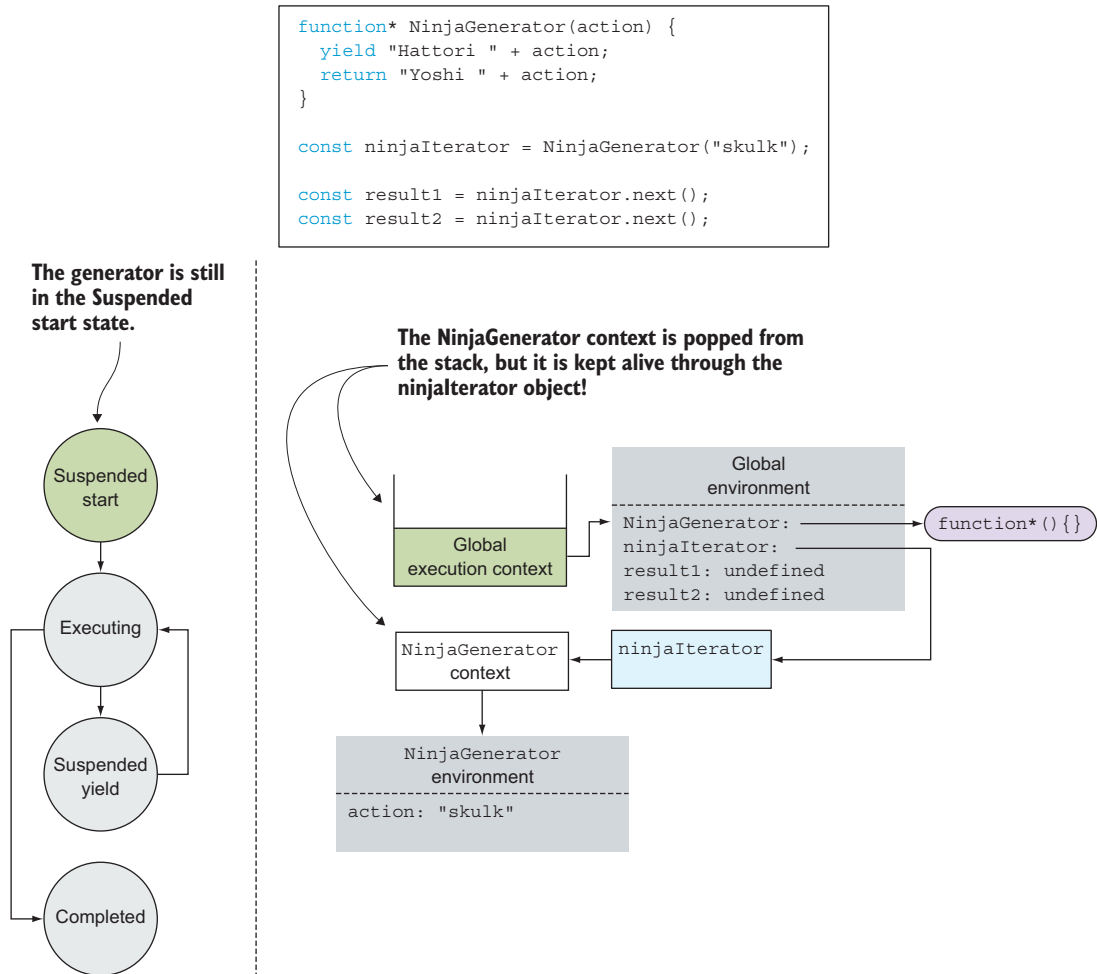 function* NinjaGenerator(action) {
  yield "Hattori " + action;
  return "Yoshi " + action;
}
const ninjaIterator = NinjaGenerator("skulk");
const result1 = ninjaIterator.next();
const result2 = ninjaIterator.next();
The generator is still
in the Suspended
start state.
Suspended
start
Executing
Suspended
yield
Completed
The NinjaGenerator context is popped from
the stack, but it is kept alive through the
ninjaIterator object!
Global
execution context
Global
environment
NinjaGenerator:
ninjaIterator:
result1: undefined
result2: undefined
function*(){}
NinjaGenerator
context
ninjaIterator
NinjaGenerator
environment
action: "skulk"